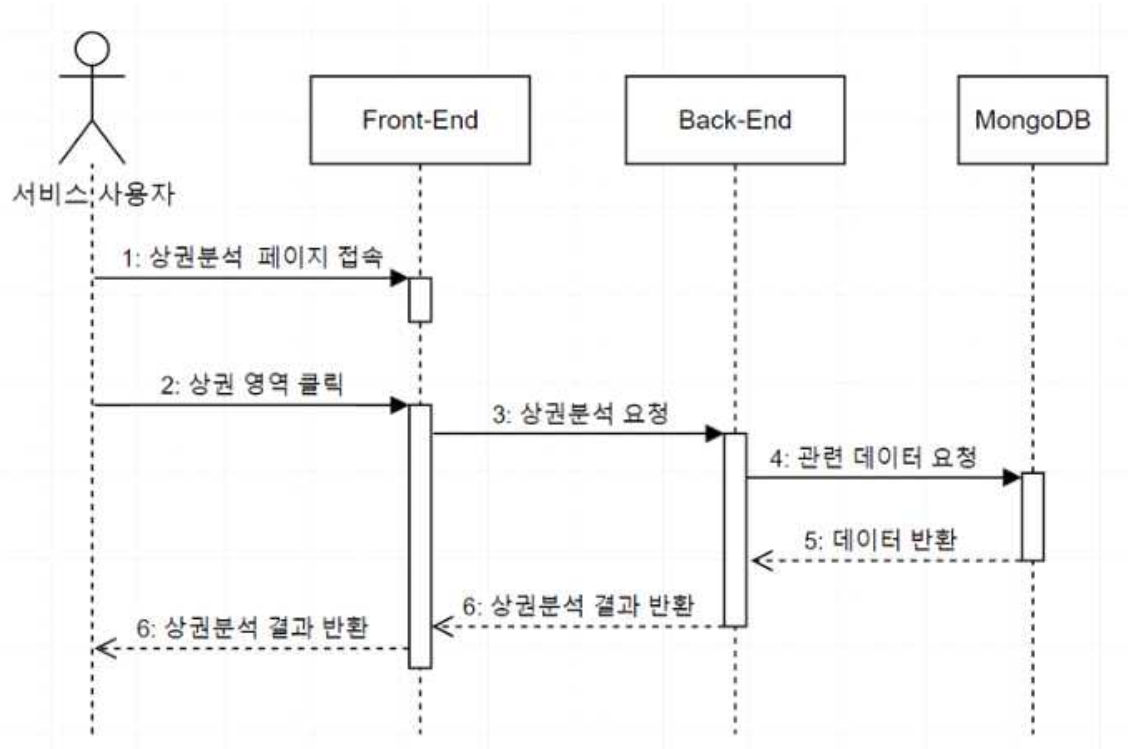 Front-End
Back-End
MongoDB
서비스 사용자
1: 상권분석 페이지 접속
2: 상권 영역 클릭
3: 상권분석 요청
4: 관련 데이터 요청
5: 데이터 반환
6: 상권분석 결과 반환
6: 상권분석 결과 반환